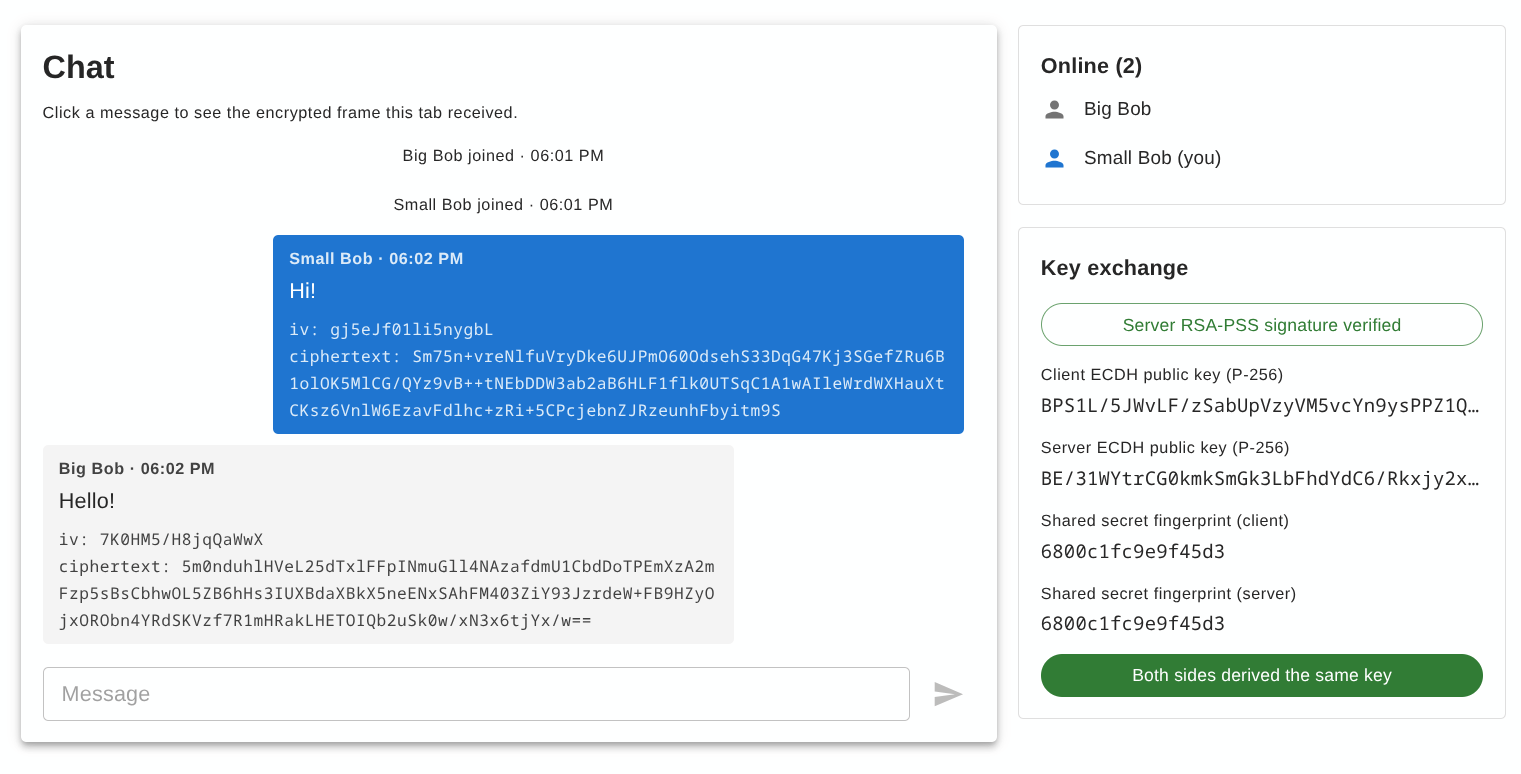 Chat
Click a message to see the encrypted frame this tab received.
Big Bob joined · 06:01 PM
Small Bob joined · 06:01 PM
Small Bob · 06:02 PM
Hi!
iv: gj5eJf01li5nygbL
ciphertext: Sm75n+vreNlfuVryDke6UJPmO60OdsehS33DqG47Kj3SGefZRu6B
1olOK5MlCG/QYz9vB++tNEbDDW3ab2aB6HLF1flk0UTSqC1A1wAIleWrdWXHauXt
CKsz6VnlW6EzavFdlhc+zRi+5CPcjebnZJRzeunhFbyitm9S
Big Bob · 06:02 PM
Hello!
iv: 7K0HM5/H8jqQaWwX
ciphertext: 5m0nduhlHVeL25dTxlFFpINmuGll4NAzafdmU1CbdDoTPEmXzA2m
Fzp5sBsCbhwOL5ZB6hHs3IUXBdaXBkX5neENxSAhFM403ZiY93JzrdeW+FB9HZyO
jxORObn4YRdSKVzf7R1mHRakLHETOIQb2uSk0w/xN3x6tjYx/w==
Message
Online (2)
Big Bob
Small Bob (you)
Key exchange
Server RSA-PSS signature verified
Client ECDH public key (P-256)
BPS1L/5JWvLF/zSabUpVzyVM5vcYn9ysPPZ1Q…
Server ECDH public key (P-256)
BE/31WYtrCG0kmkSmGk3LbFhdYdC6/Rkxjy2x…
Shared secret fingerprint (client)
6800c1fc9e9f45d3
Shared secret fingerprint (server)
6800c1fc9e9f45d3
Both sides derived the same key